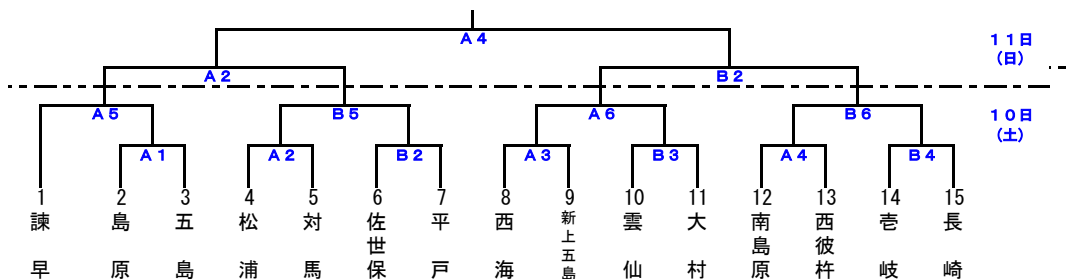 A4
11日
(日)
A2
B2
A5
B5
A6
B6
10日
(土)
A1
A2
B2
A3
B3
A4
B4
1
2
3
4
5
6
7
8
9
10
11
12
13
14
15
諫早
島原
五島
松浦
対馬
佐世保
平戸
西海
新上五島
雲仙
大村
南島原
西彼杵
壱岐
長崎